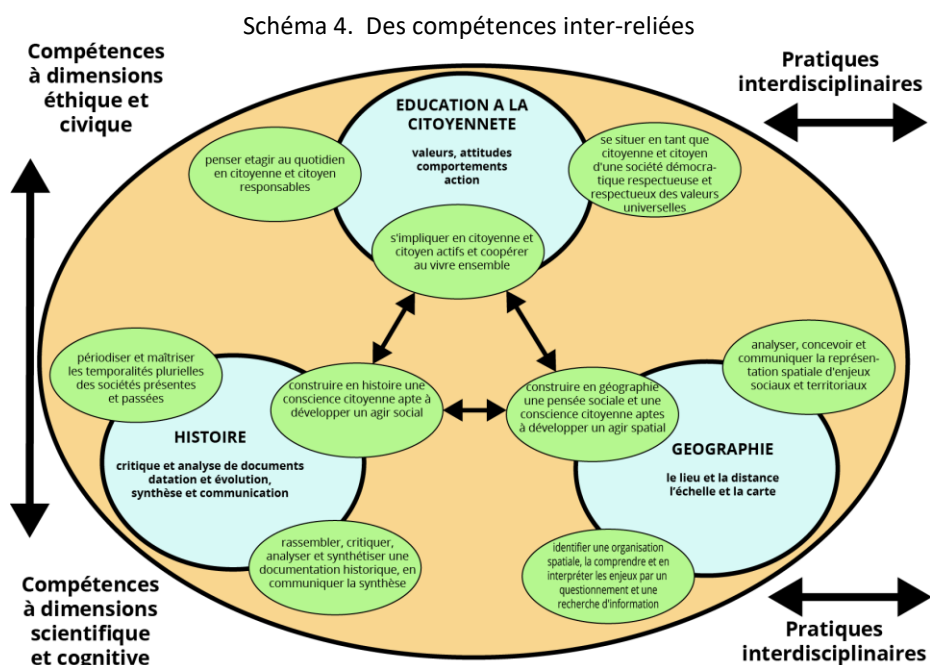 Schéma 4. Des compétences inter-reliées
Compétences
à dimensions
éthique et
civique
Pratiques
interdisciplinaires
EDUCATION A LA
CITOYENNETE
valeurs, attitudes
comportements
action
penser etagir au quotidien
en citoyenne et citoyen
responsables
se situer en tant que
citoyenne et citoyen
d'une société démocra-
tique respectueuse et
respectueux des valeurs
universelles
s'impliquer en citoyenne et
citoyen actifs et coopérer
au vivre ensemble
périodiser et maîtriser
les temporalités plurielles
des sociétés présentes
et passées
construire en histoire une
conscience citoyenne apte à
développer un agir social
HISTOIRE
critique et analyse de documents
datation et évolution,
synthèse et communication
rassembler, critiquer,
analyser et synthétiser une
documentation historique, en
communiquer la synthèse
construire en géographie
une pensée sociale et une
conscience citoyenne aptes
à développer un agir spatial
analyser, concevoir et
communiquer la représen-
tation spatiale d'enjeux
sociaux et territoriaux
GEOGRAPHIE
le lieu et la distance
l'échelle et la carte
identifier une organisation
spatiale, la comprendre et en
interpréter les enjeux par un
questionnement et une
recherche d'information
Compétences
à dimensions
scientifique
et cognitive
Pratiques
interdisciplinaires